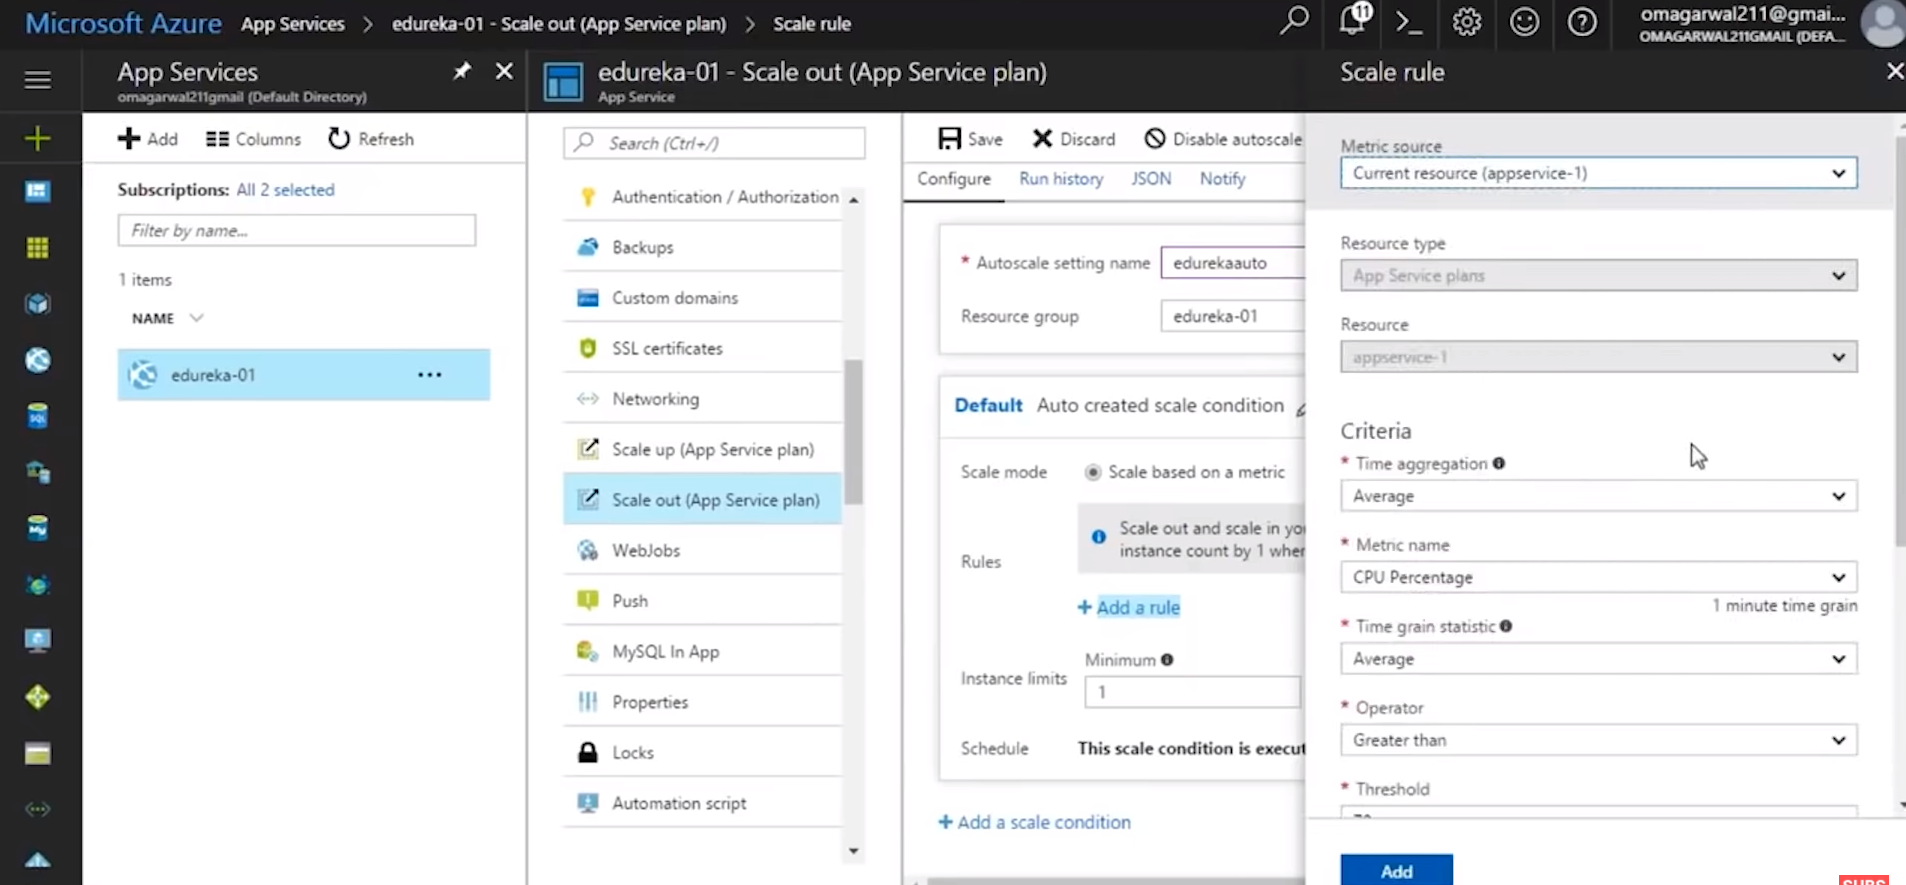 Microsoft Azure App Services > edureka-01 - Scale out (App Service plan) > Scale rule
11
omagarwal211@gmai...
OMAGARWAL211GMAIL (DEFA...
App Services
omagarwal211gmail (Default Directory)
Add Columns Refresh
Subscriptions: All 2 selected
Filter by name...
1 items
NAME
edureka-01
edureka-01 - Scale out (App Service plan)
App Service
Search (Ctrl+/)
Authentication / Authorization
Backups
Custom domains
SSL certificates
Networking
Scale up (App Service plan)
Scale out (App Service plan)
WebJobs
Push
MySQL In App
Properties
Locks
Automation script
Save Discard Disable autoscale
Configure Run history JSON Notify
* Autoscale setting name edurekaauto
Resource group edureka-01
Default Auto created scale condition
Scale mode Scale based on a metric
Rules
Scale out and scale in yo
instance count by 1 wher
+ Add a rule
Instance limits
Minimum
1
Schedule This scale condition is execut
+ Add a scale condition
Scale rule
Metric source
Current resource (appservice-1)
Resource type
App Service plans
Resource
appservice-1
Criteria
* Time aggregation
Average
* Metric name
CPU Percentage
1 minute time grain
* Time grain statistic
Average
* Operator
Greater than
* Threshold
Add
SUBS